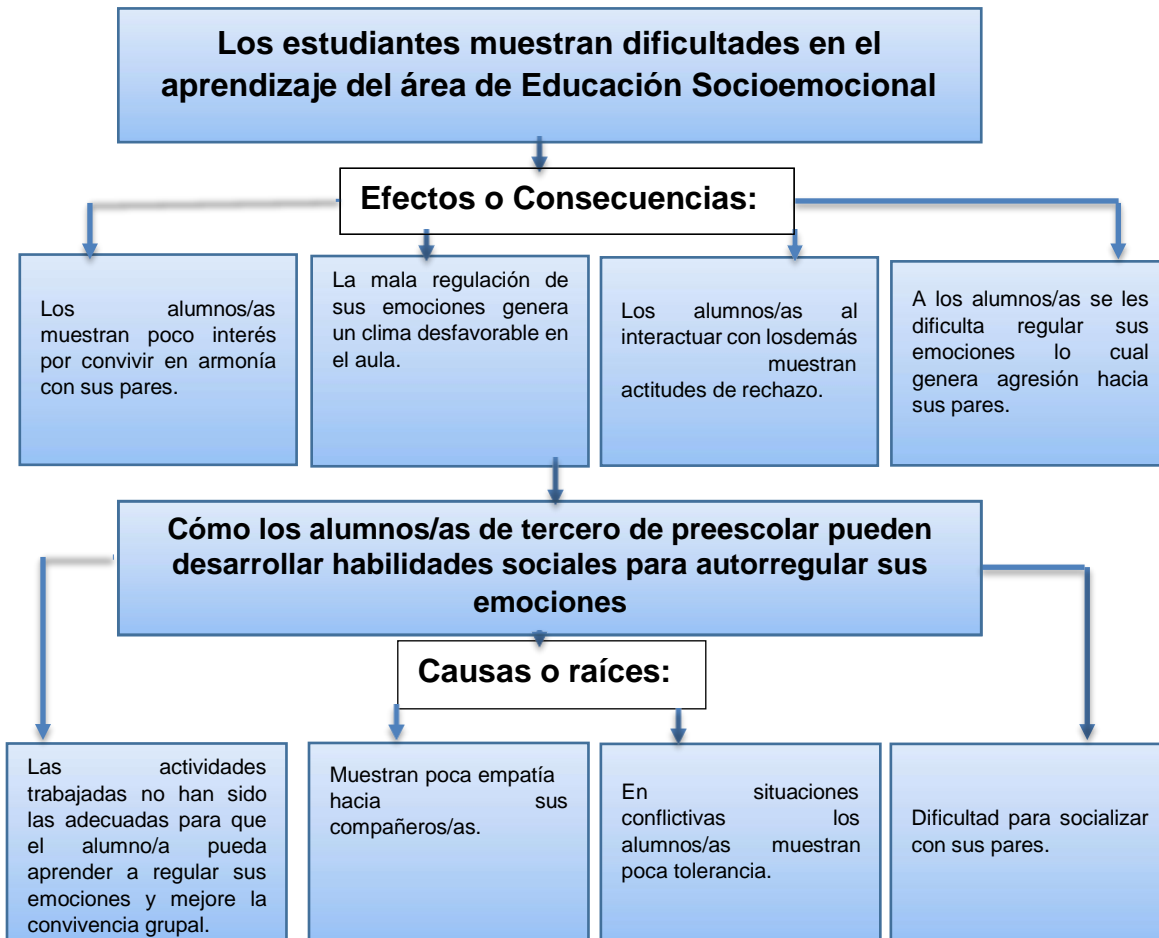 Los estudiantes muestran dificultades en el
aprendizaje del área de Educación Socioemocional
Efectos o Consecuencias:
Los alumnos/as
muestran poco interés
por convivir en armonía
con sus pares.
La mala regulación de
sus emociones genera
un clima desfavorable en
el aula.
Los alumnos/as al
interactuar con losdemás
muestran
actitudes de rechazo.
A los alumnos/as se les
dificulta regular sus
emociones lo cual
genera agresión hacia
sus pares.
Cómo los alumnos/as de tercero de preescolar pueden
desarrollar habilidades sociales para autorregular sus
emociones
Causas o raíces:
Las actividades
trabajadas no han sido
las adecuadas para que
el alumno/a pueda
aprender a regular sus
emociones y mejore la
convivencia grupal.
Muestran poca empatía
hacia sus
compañeros/as.
En situaciones
conflictivas los
alumnos/as muestran
poca tolerancia.
Dificultad para socializar
con sus pares.